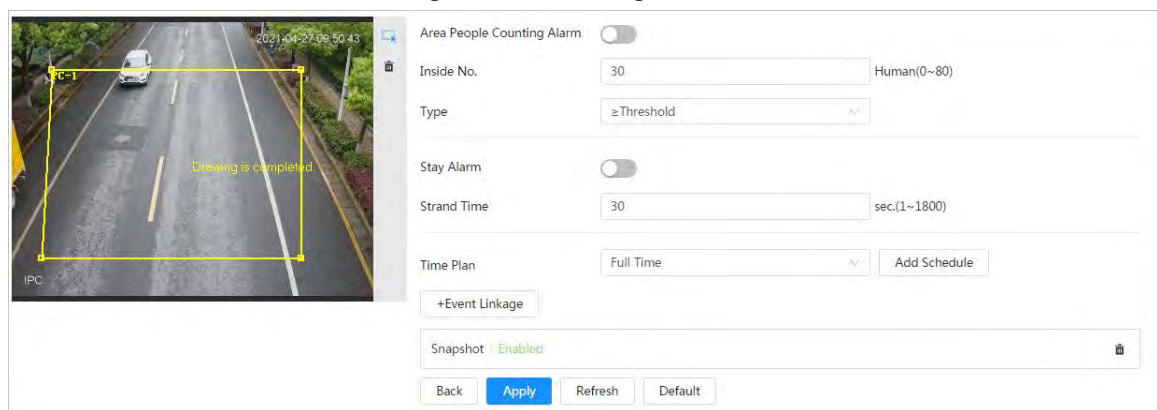 2021-04-27 09:50:43
PC-1
Drawing is completed.
IPC
Area People Counting Alarm
Inside No. 30 Human(0~80)
Type ≥Threshold
Stay Alarm
Strand Time 30 sec.(1~1800)
Time Plan Full Time Add Schedule
+Event Linkage
Snapshot Enabled
Back Apply Refresh Default